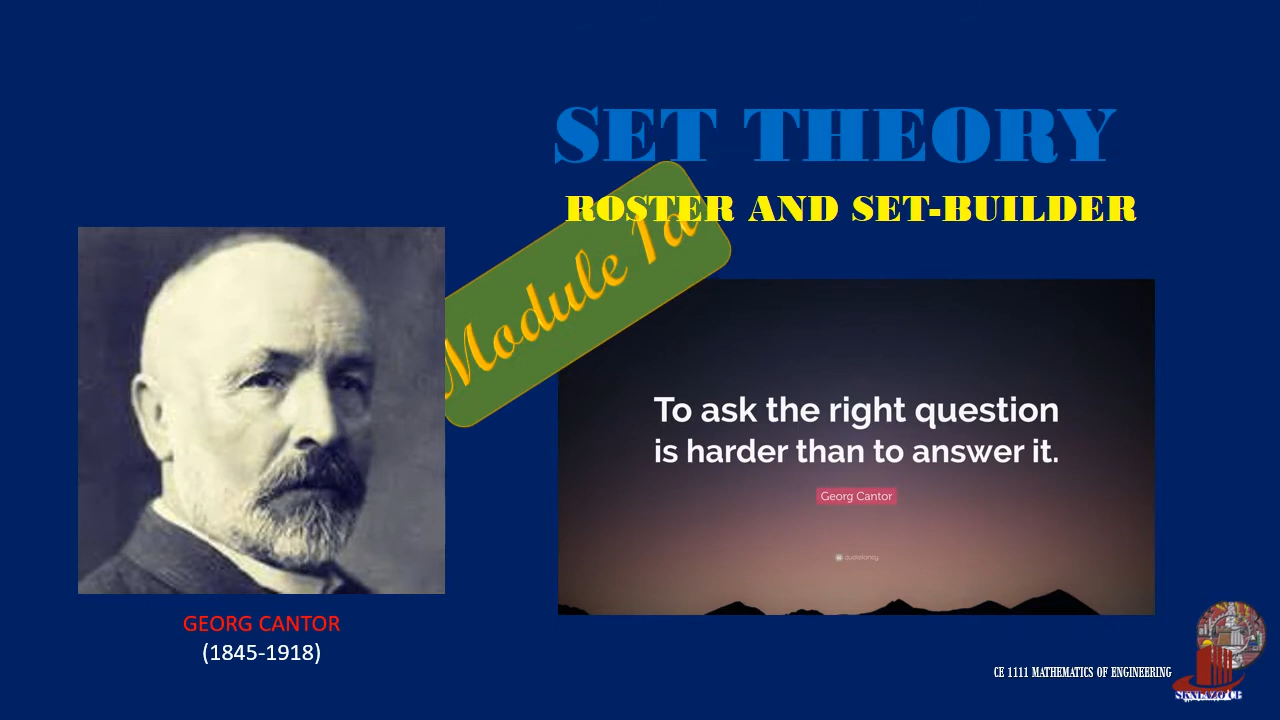 SET THEORY
ROSTER AND SET-BUILDER
Module 1a
To ask the right question
is harder than to answer it.
Georg Cantor
quotefancy
GEORG CANTOR
(1845-1918)
CE 1111 MATHEMATICS OF ENGINEERING